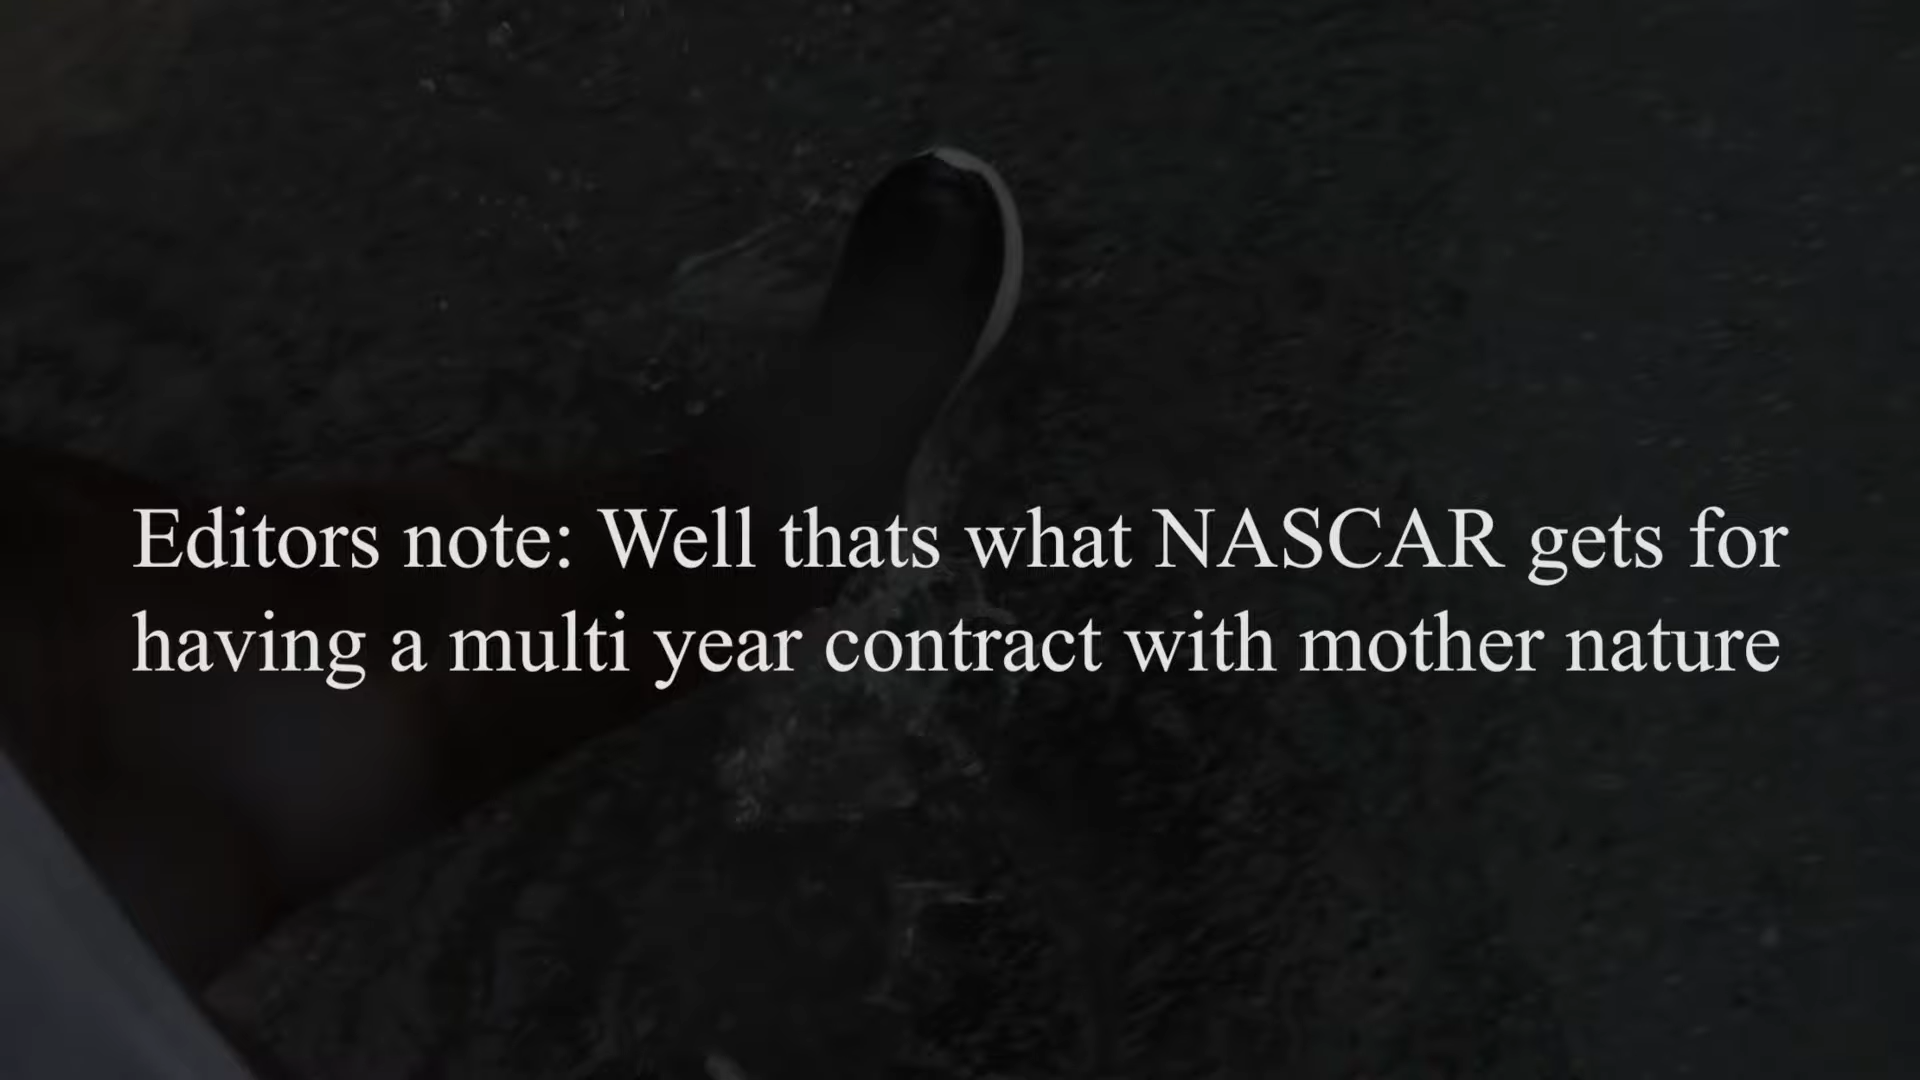 Editors note: Well thats what NASCAR gets for
having a multi year contract with mother nature